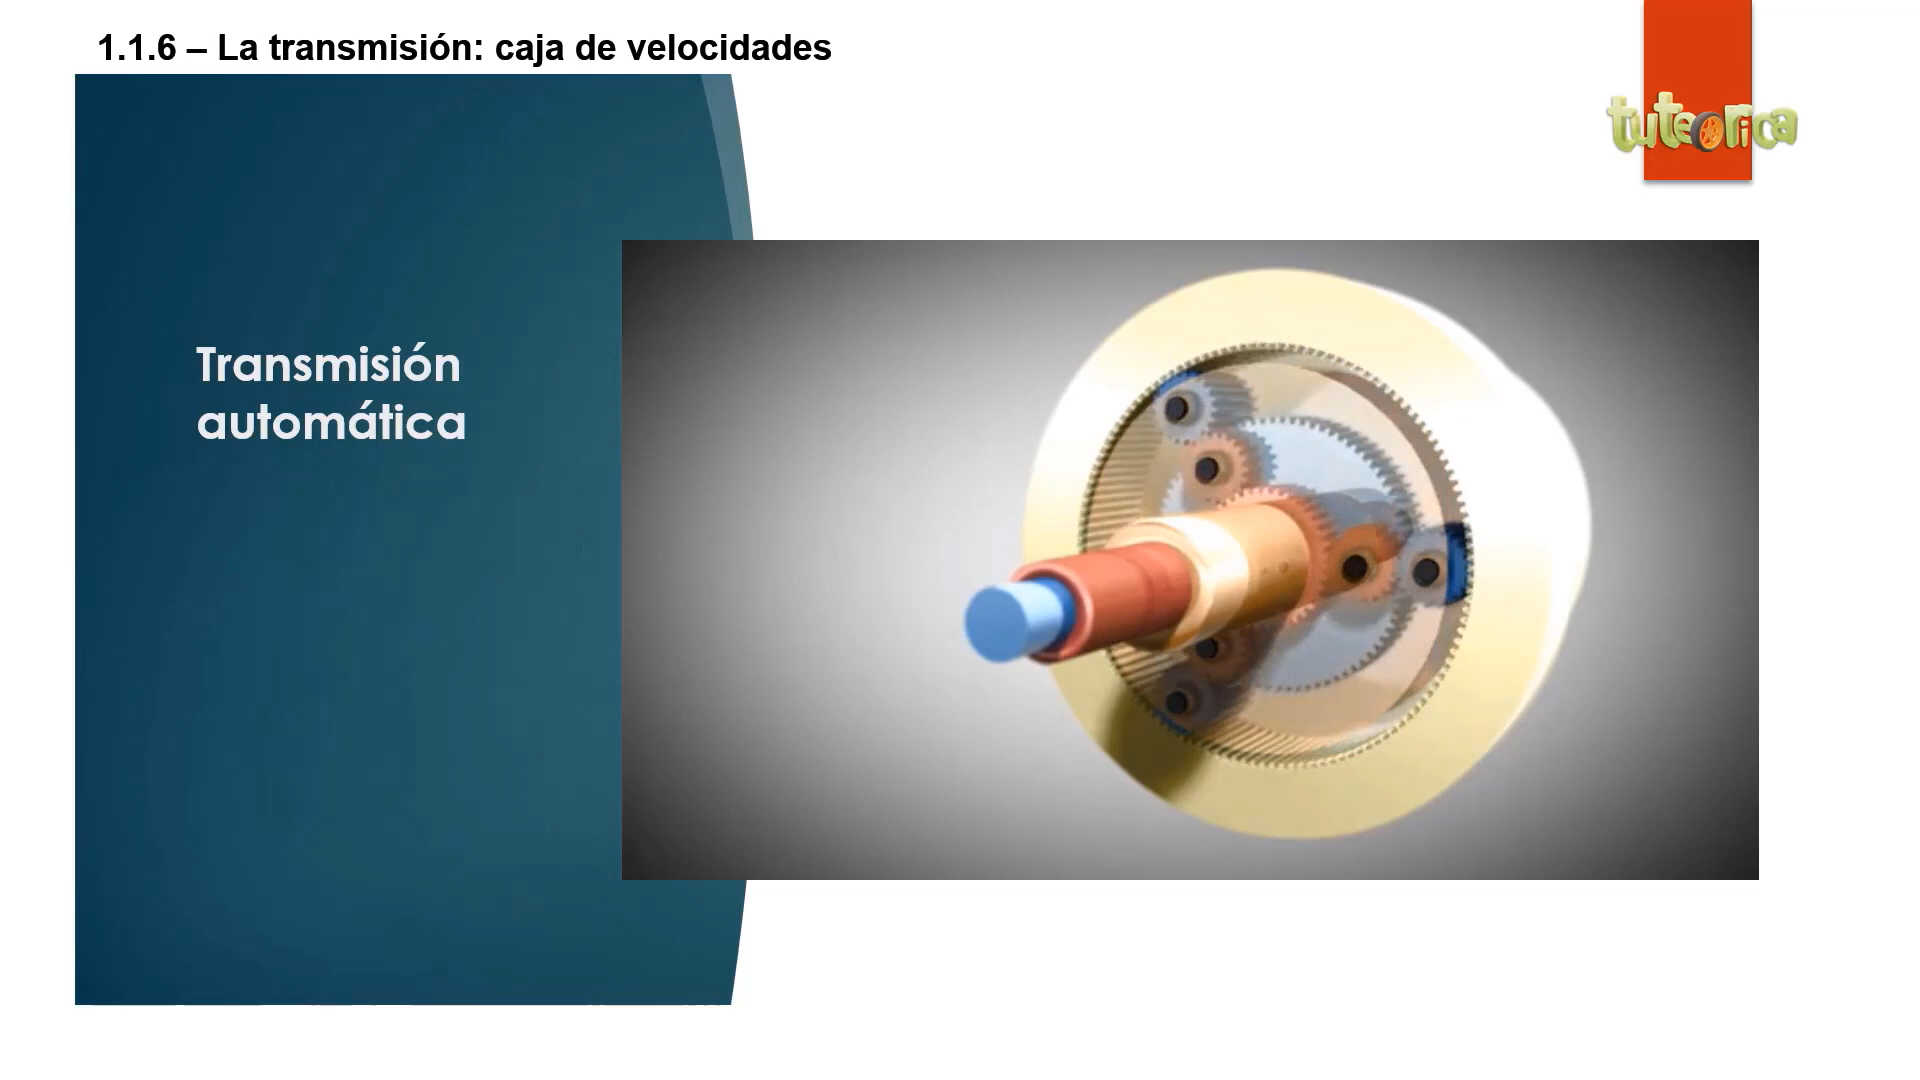 1.1.6 – La transmisión: caja de velocidades
tuteorica
Transmisión
automática